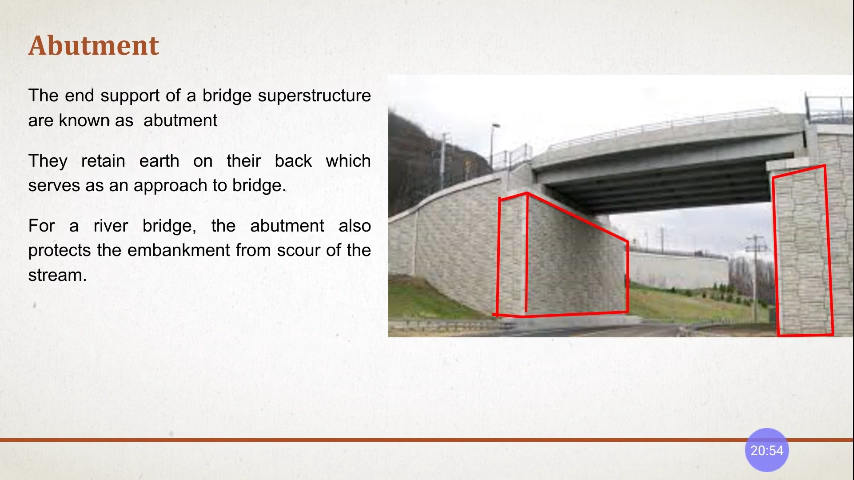 Abutment
The end support of a bridge superstructure
are known as abutment
They retain earth on their back which
serves as an approach to bridge.
For a river bridge, the abutment also
protects the embankment from scour of the
stream.
20:54